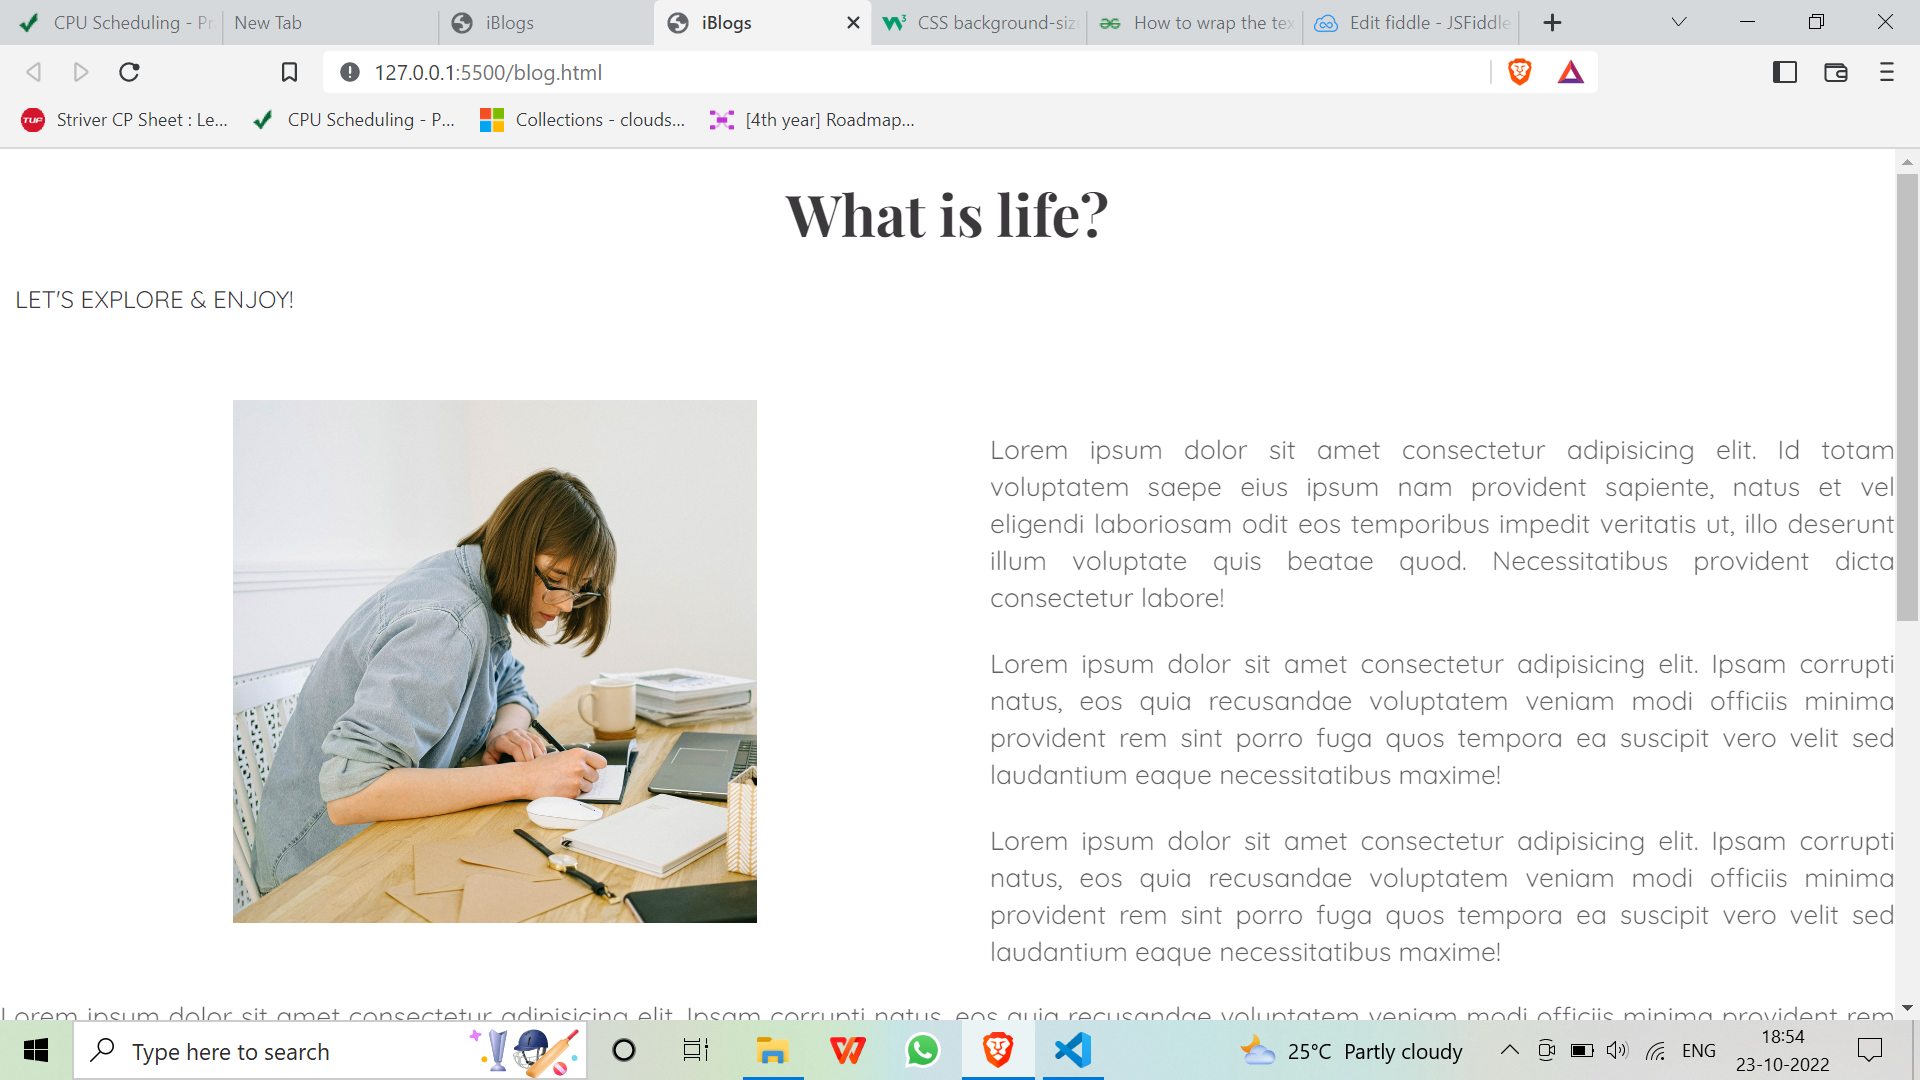 CPU Scheduling - Pr
New Tab
iBlogs
iBlogs
CSS background-size
How to wrap the tex
Edit fiddle - JSFiddle
127.0.0.1:5500/blog.html
TUF
Striver CP Sheet : Le...
CPU Scheduling - P...
Collections - clouds...
[4th year] Roadmap...
What is life?
LET'S EXPLORE & ENJOY!
Lorem ipsum dolor sit amet consectetur adipisicing elit. Id totam
voluptatem saepe eius ipsum nam provident sapiente, natus et vel
eligendi laboriosam odit eos temporibus impedit veritatis ut, illo deserunt
illum voluptate quis beatae quod. Necessitatibus provident dicta
consectetur labore!
Lorem ipsum dolor sit amet consectetur adipisicing elit. Ipsam corrupti
natus, eos quia recusandae voluptatem veniam modi officiis minima
provident rem sint porro fuga quos tempora ea suscipit vero velit sed
laudantium eaque necessitatibus maxime!
Lorem ipsum dolor sit amet consectetur adipisicing elit. Ipsam corrupti
natus, eos quia recusandae voluptatem veniam modi officiis minima
provident rem sint porro fuga quos tempora ea suscipit vero velit sed
laudantium eaque necessitatibus maxime!
Lorem ipsum dolor sit amet consectetur adipisicing elit. Ipsam corrupti natus, eos quia recusandae voluptatem veniam modi officiis minima provident rem
Type here to search
25°C Partly cloudy
ENG
18:54
23-10-2022